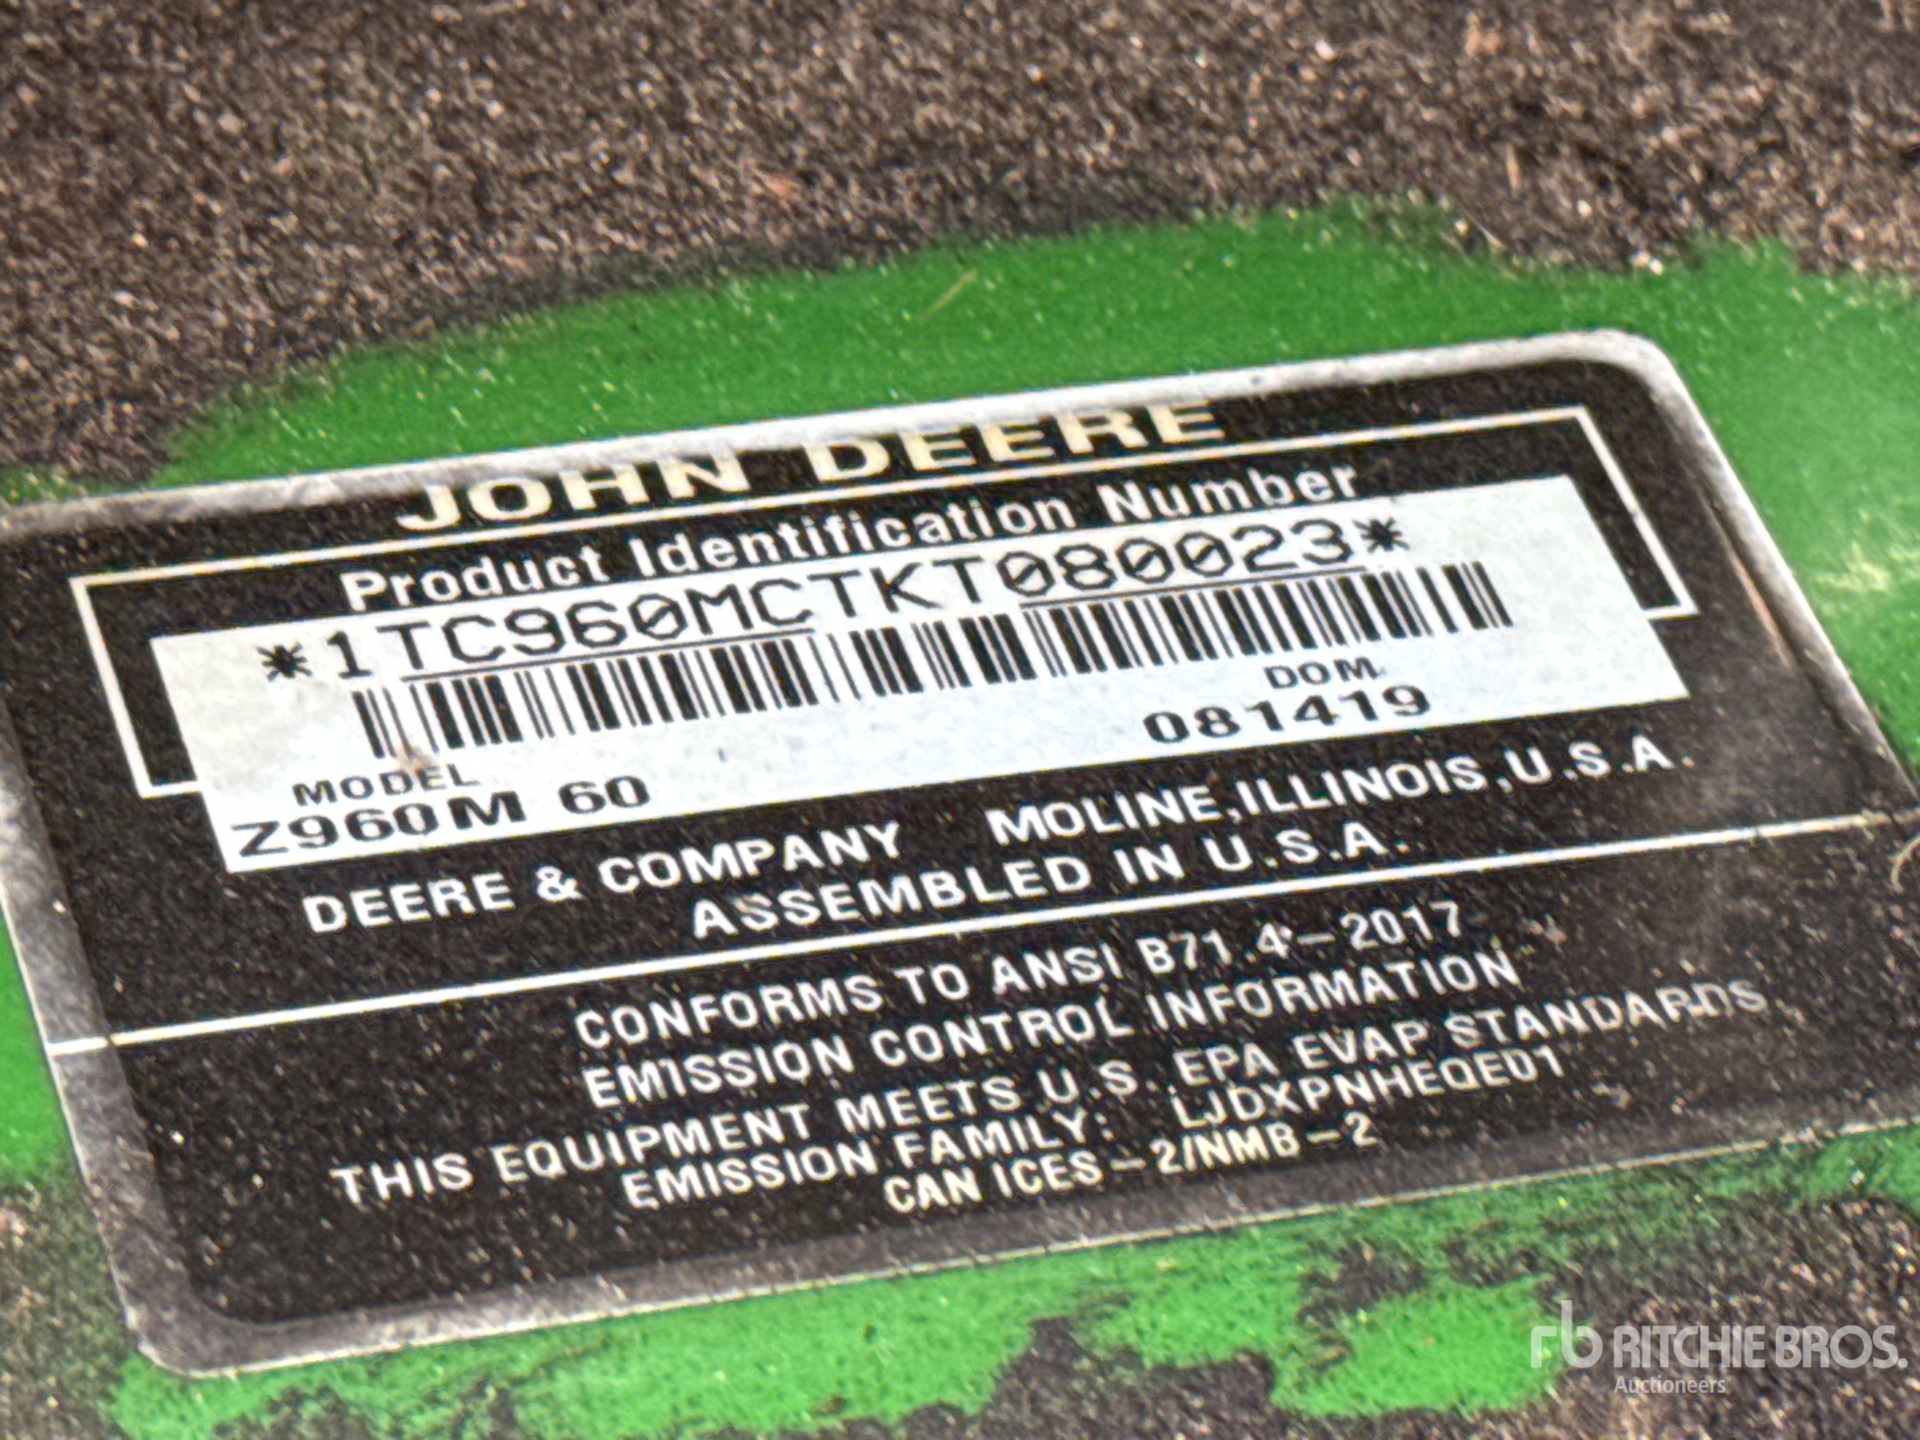 JOHN DEERE
Product Identification Number
*1TC960MCTKT080023*
DOM
081419
MODEL
Z960M 60
DEERE & COMPANY MOLINE, ILLINOIS, U.S.A.
ASSEMBLED IN U.S.A.
CONFORMS TO ANSI B71.4-2017
EMISSION CONTROL INFORMATION
THIS EQUIPMENT MEETS U.S. EPA EVAP STANDARDS
EMISSION FAMILY: LJDXPNHEQE01
CAN ICES-2/NMB-2
rb RITCHIE BROS.
Auctioneers